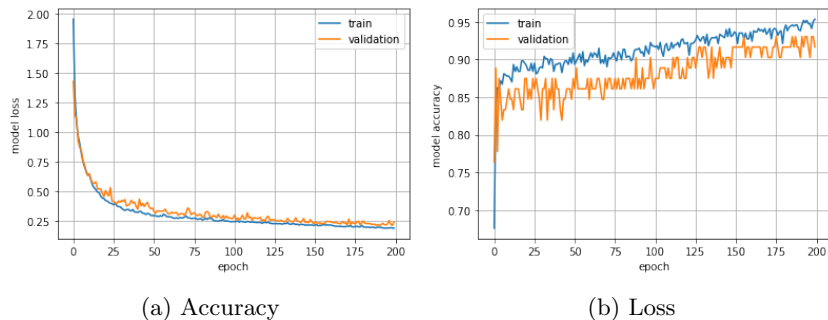 2.00
1.75
1.50
1.25
1.00
0.75
0.50
0.25
model loss
0 25 50 75 100 125 150 175 200
epoch
train
validation
(a) Accuracy
0.95
0.90
0.85
0.80
0.75
0.70
model accuracy
0 25 50 75 100 125 150 175 200
epoch
train
validation
(b) Loss